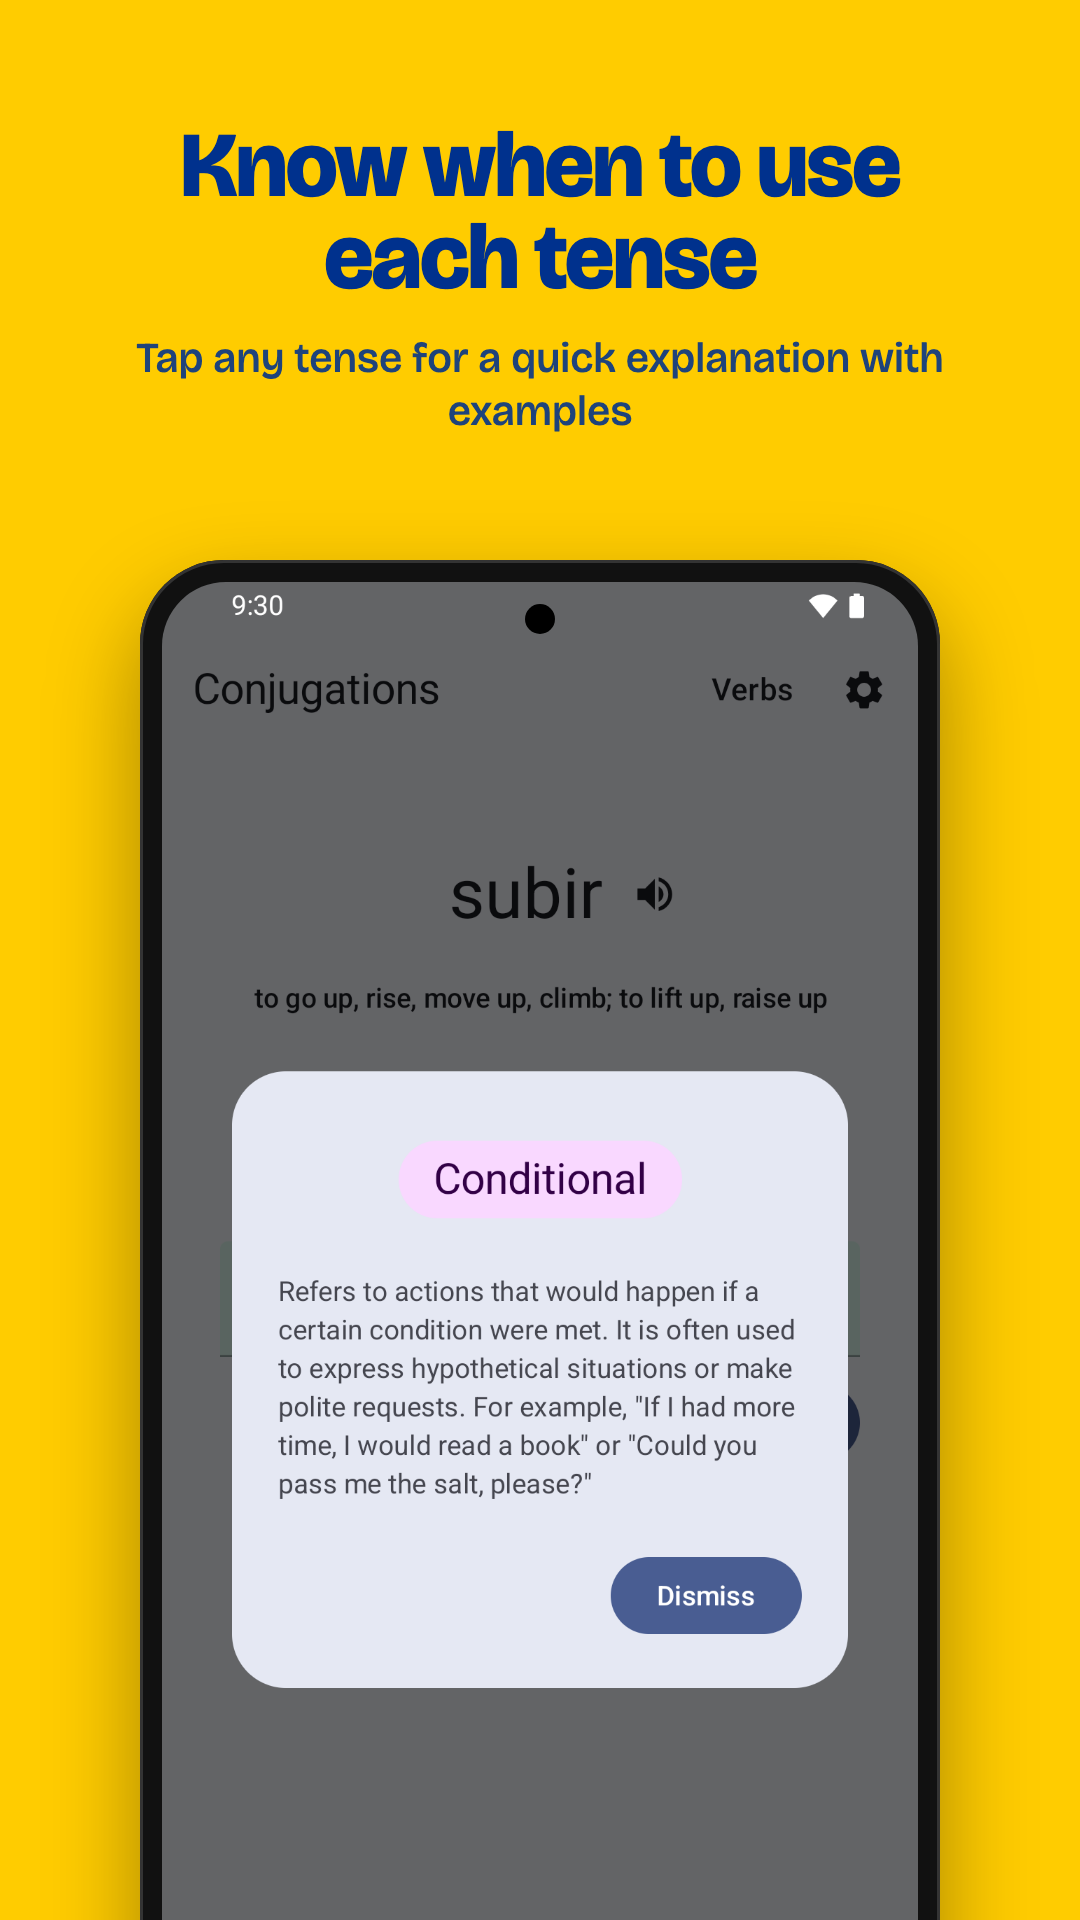 Know when to use
each tense
Tap any tense for a quick explanation with
examples
9:30
Conjugations
Verbs
subir
to go up, rise, move up, climb; to lift up, raise up
Conditional
Refers to actions that would happen if a
certain condition were met. It is often used
to express hypothetical situations or make
polite requests. For example, "If I had more
time, I would read a book" or "Could you
pass me the salt, please?"
Dismiss